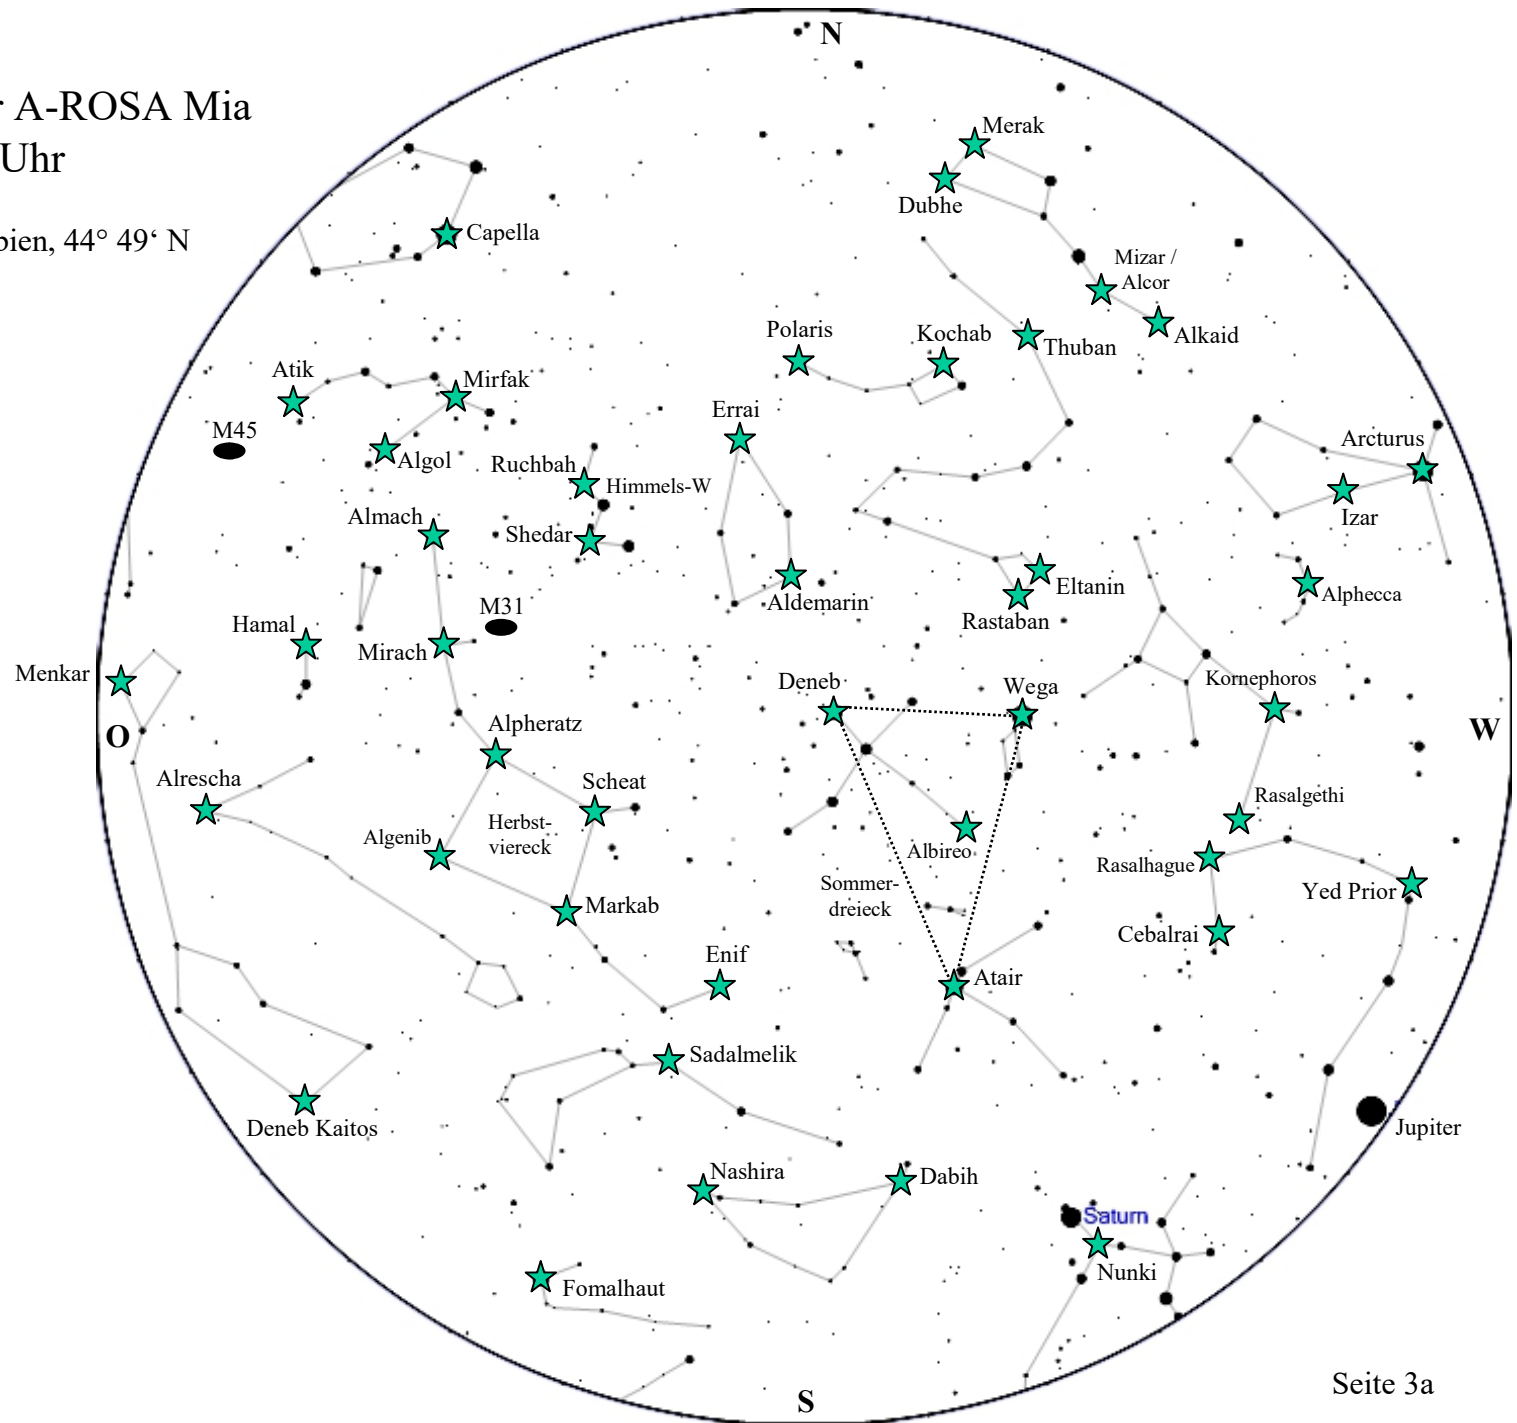 N
A-ROSA Mia
Uhr
44° 49‘ N
Merak
Dubhe
Capella
Mizar /
Alcor
Alkaid
Polaris
Kochab
Thuban
Atik
Mirfak
Errai
M45
Algol
Arcturus
Ruchbah
Himmels-W
Izar
Almach
Shedar
Aldemarin
Eltanin
Alphecca
Rastaban
M31
Hamal
Mirach
Menkar
Deneb
Wega
Kornephoros
O
W
Alpheratz
Alrescha
Scheat
Rasalgethi
Algenib
Herbst-
viereck
Albireo
Rasalhague
Yed Prior
Sommer-
dreieck
Markab
Cebalrai
Enif
Atair
Sadalmelik
Deneb Kaitos
Jupiter
Nashira
Dabih
Saturn
Nunki
Fomalhaut
Seite 3a
S